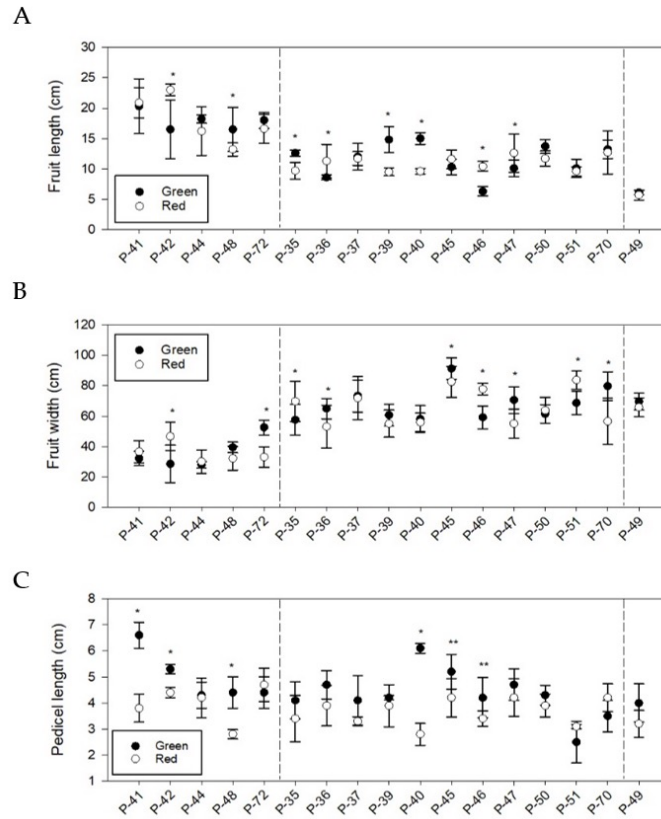 A
Fruit length (cm)
30
25
20
15
10
5
0
Green
Red
* * * * * * * *
P-41 P-42 P-44 P-48 P-72 P-35 P-36 P-37 P-39 P-40 P-45 P-46 P-47 P-50 P-51 P-70 P-49
B
Fruit width (cm)
120
100
80
60
40
20
0
Green
Red
* * * * * * * * *
P-41 P-42 P-44 P-48 P-72 P-35 P-36 P-37 P-39 P-40 P-45 P-46 P-47 P-50 P-51 P-70 P-49
C
Pedicel length (cm)
8
7
6
5
4
3
2
1
Green
Red
* * * * ** **
P-41 P-42 P-44 P-48 P-72 P-35 P-36 P-37 P-39 P-40 P-45 P-46 P-47 P-50 P-51 P-70 P-49